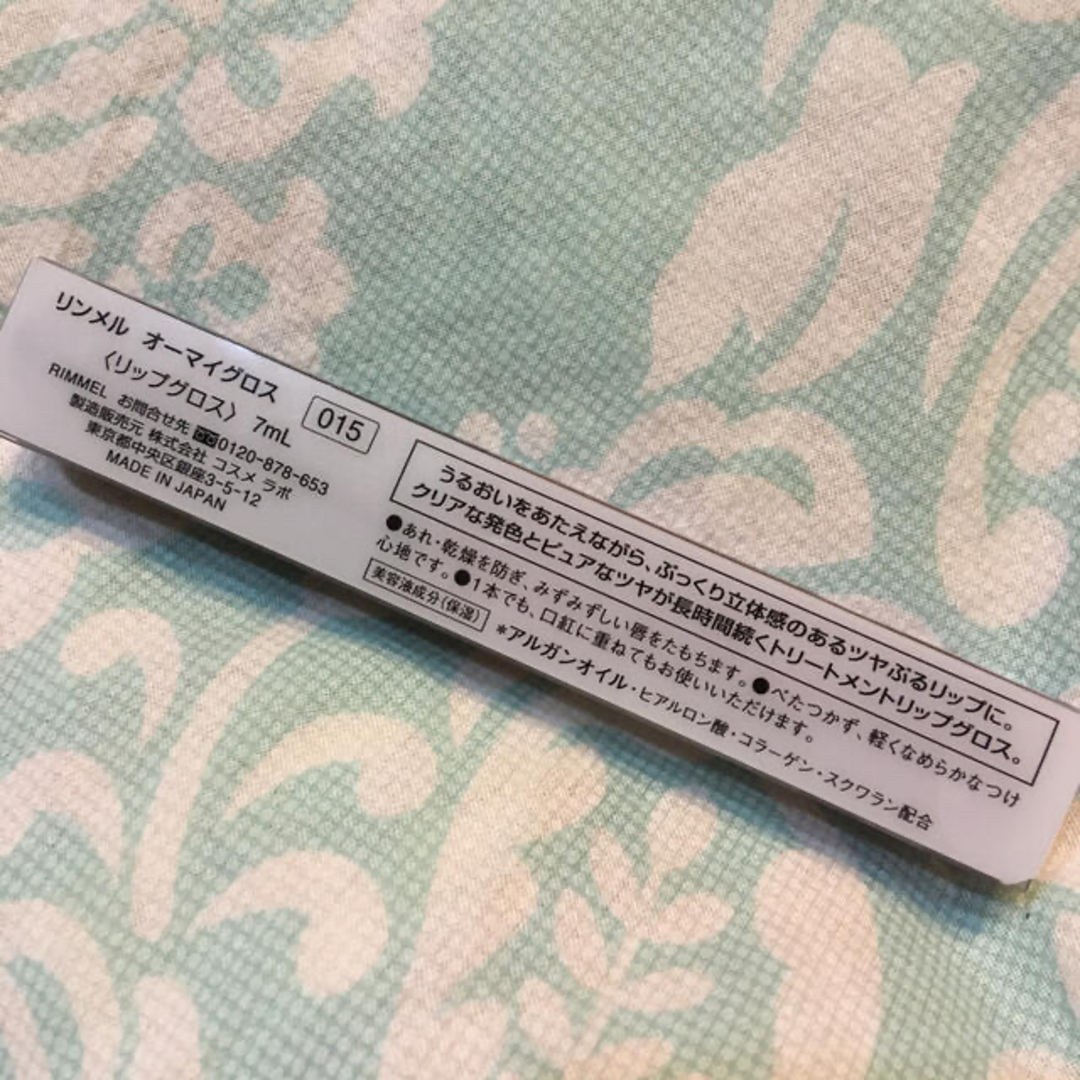 リンメル オーマイグロス
〈リップグロス〉 7mL
015
RIMMEL お問合せ先 0120-878-653
製造販売元 株式会社 コスメ ラボ
東京都中央区銀座3-5-12
MADE IN JAPAN
うるおいをあたえながら、ぷっくり立体感のあるツヤぷるリップに。
クリアな発色とピュアなツヤが長時間続くトリートメントリップグロス。
●あれ・乾燥を防ぎ、みずみずしい唇をたもちます。●べたつかず、軽くなめらかなつけ
心地です。●1本でも、口紅に重ねてもお使いいただけます。
美容液成分(保湿) *アルガンオイル・ヒアルロン酸・コラーゲン・スクワラン配合